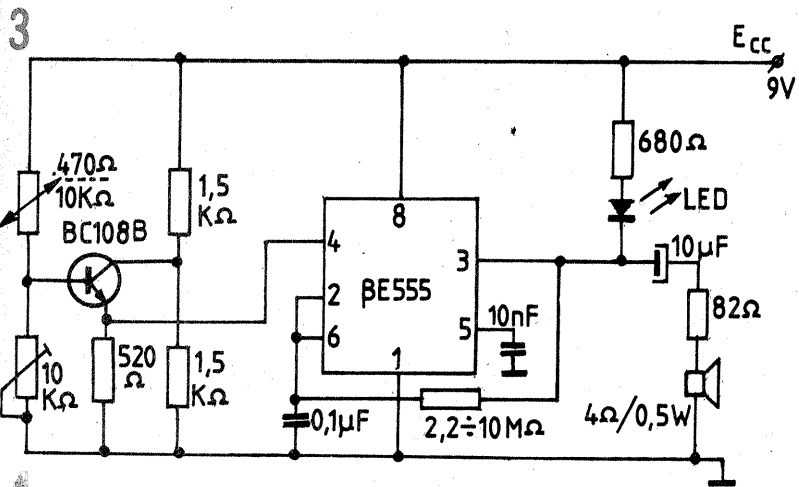 3
Ecc
9V
.470Ω
10KΩ
BC108B
1,5
KΩ
680Ω
LED
8
4
3
10µF
2
βE555
6
5
10nF
82Ω
1
10
KΩ
520
Ω
1,5
KΩ
0,1µF
2,2÷10MΩ
4Ω/0,5W